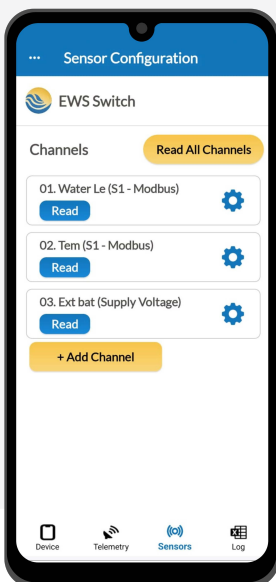 ... Sensor Configuration
EWS Switch
Channels Read All Channels
01. Water Le (S1 - Modbus)
Read
02. Tem (S1 - Modbus)
Read
03. Ext bat (Supply Voltage)
Read
+ Add Channel
Device Telemetry Sensors Log